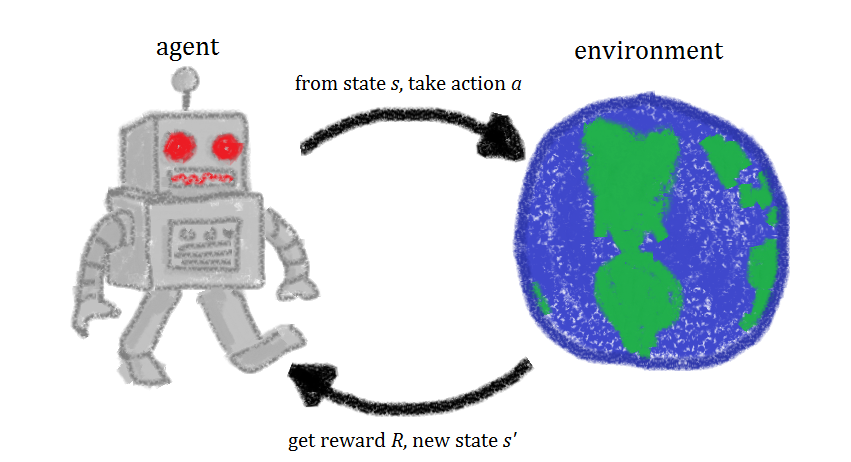 agent
environment
from state s, take action a
get reward R, new state s′